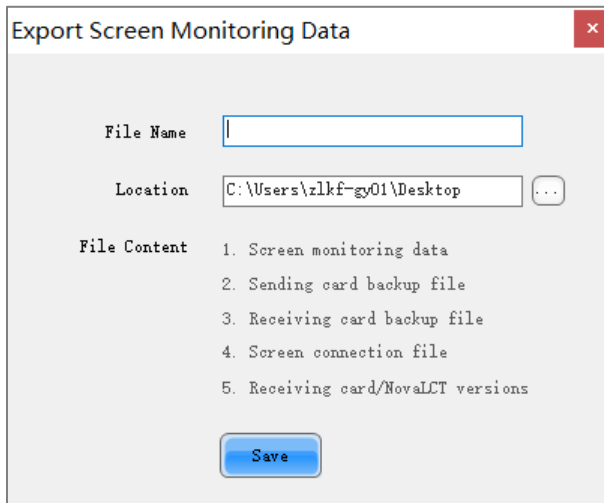 Export Screen Monitoring Data
×
File Name
Location C:\Users\zlkf-gy01\Desktop ...
File Content 1. Screen monitoring data
2. Sending card backup file
3. Receiving card backup file
4. Screen connection file
5. Receiving card/NovaLCT versions
Save